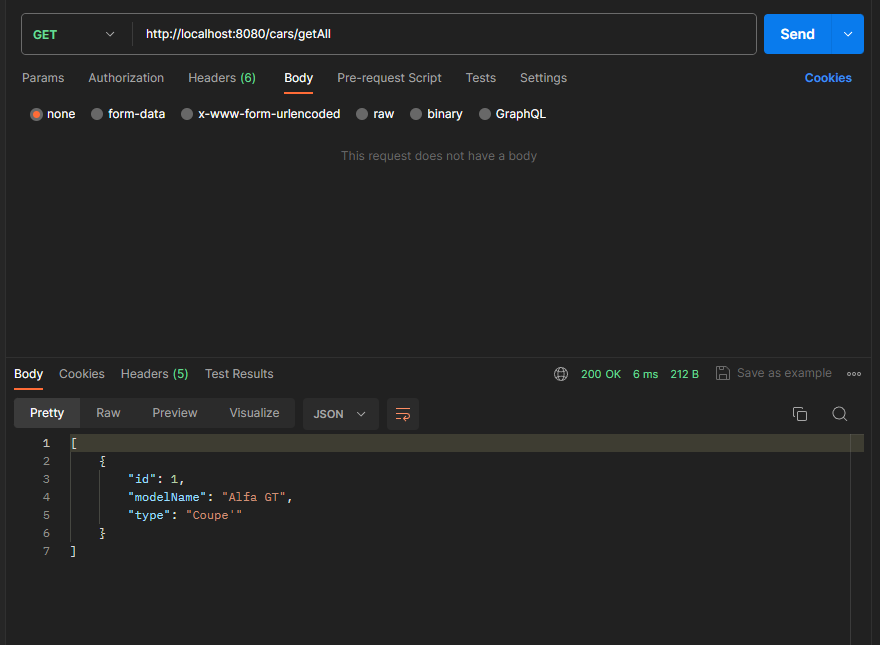 GET http://localhost:8080/cars/getAll Send
Params Authorization Headers (6) Body Pre-request Script Tests Settings Cookies
none form-data x-www-form-urlencoded raw binary GraphQL
This request does not have a body
Body Cookies Headers (5) Test Results 200 OK 6 ms 212 B Save as example
Pretty Raw Preview Visualize JSON
1 [
2 {
3 "id": 1,
4 "modelName": "Alfa GT",
5 "type": "Coupe'"
6 }
7 ]